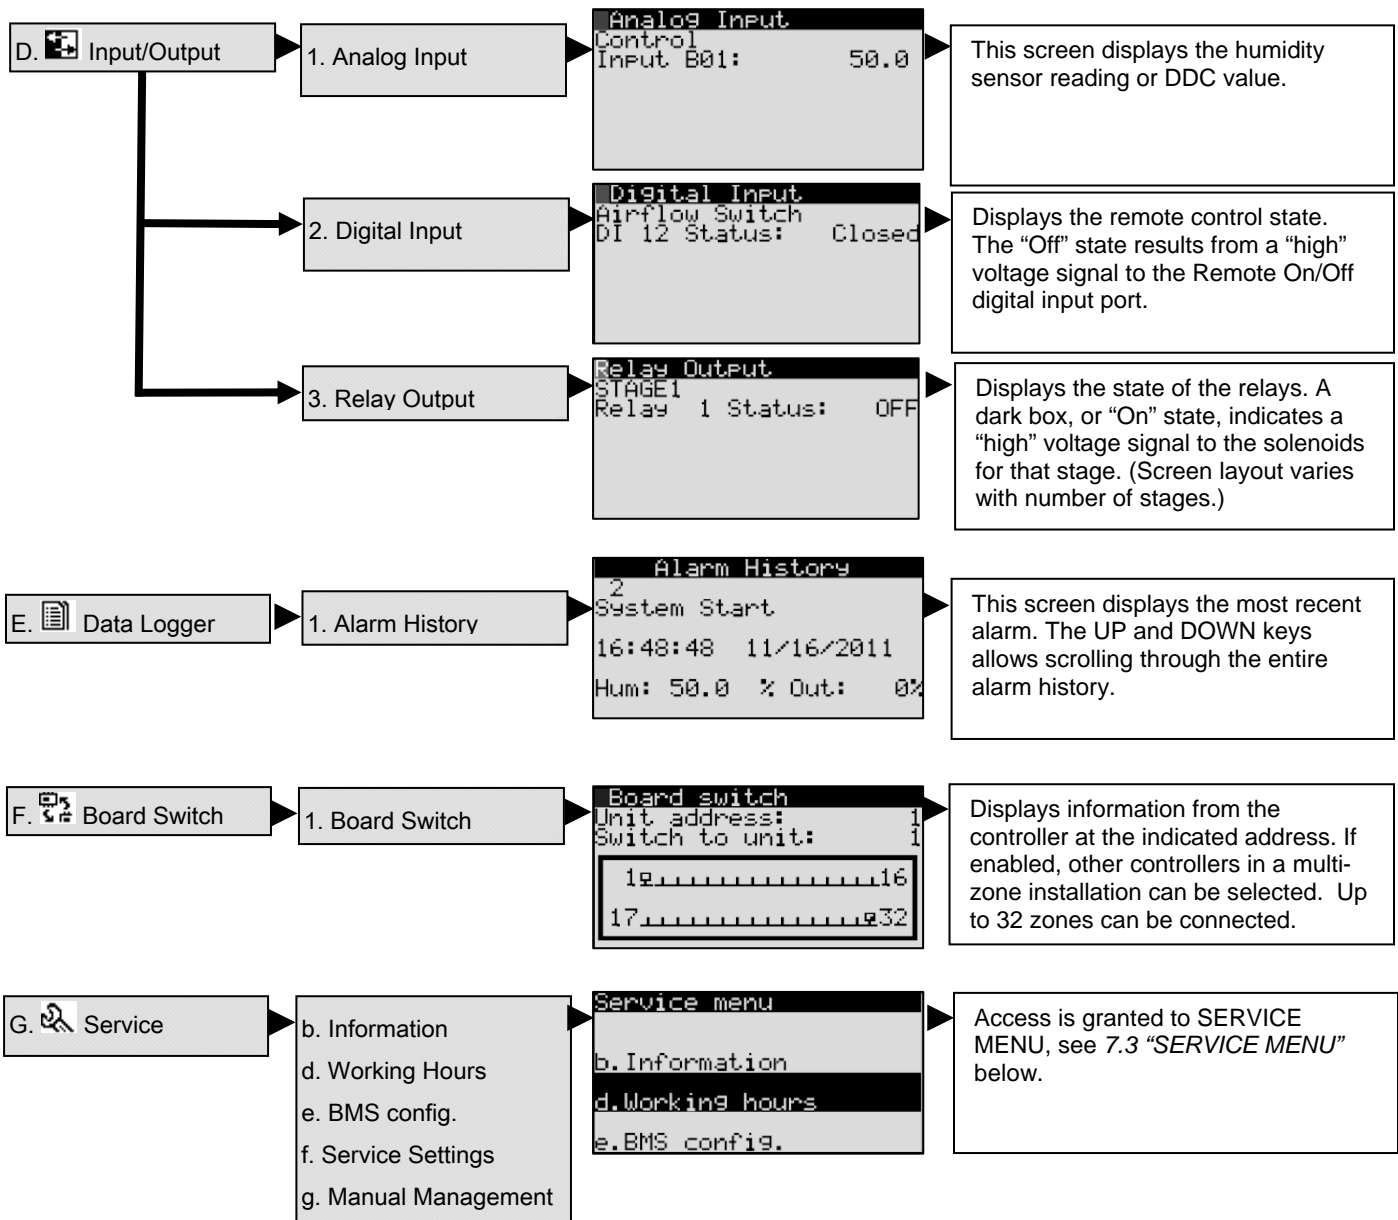 D. Input/Output
1. Analog Input
Analog Input
Control
Input B01: 50.0
This screen displays the humidity
sensor reading or DDC value.
2. Digital Input
Digital Input
Airflow Switch
DI 12 Status: Closed
Displays the remote control state.
The “Off” state results from a “high”
voltage signal to the Remote On/Off
digital input port.
3. Relay Output
Relay Output
STAGE1
Relay 1 Status: OFF
Displays the state of the relays. A
dark box, or “On” state, indicates a
“high” voltage signal to the solenoids
for that stage. (Screen layout varies
with number of stages.)
E. Data Logger
1. Alarm History
Alarm History
2
System Start
16:48:48 11/16/2011
Hum: 50.0 % Out: 0%
This screen displays the most recent
alarm. The UP and DOWN keys
allows scrolling through the entire
alarm history.
F. Board Switch
1. Board Switch
Board switch
Unit address: 1
Switch to unit: 1
1 16
17 32
Displays information from the
controller at the indicated address. If
enabled, other controllers in a multi-
zone installation can be selected. Up
to 32 zones can be connected.
G. Service
b. Information
d. Working Hours
e. BMS config.
f. Service Settings
g. Manual Management
Service menu
b.Information
d.Working hours
e.BMS config.
Access is granted to SERVICE
MENU, see 7.3 “SERVICE MENU”
below.